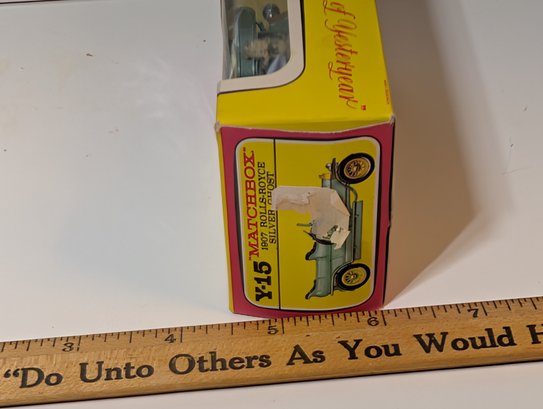 of Yesteryear"
"MATCHBOX"
1907 ROLLS-ROYCE
SILVER GHOST
Y-15
3 4 5 6 7
"Do Unto Others As You Would H